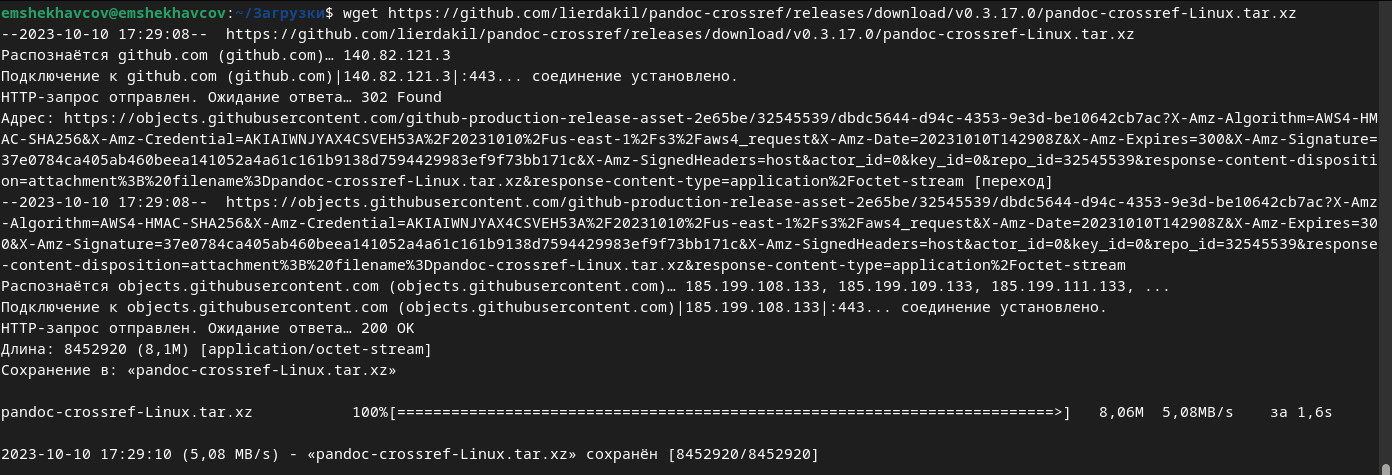 emshekhavcov@emshekhavcov:~/Загрузки$ wget https://github.com/lierdakil/pandoc-crossref/releases/download/v0.3.17.0/pandoc-crossref-Linux.tar.xz
--2023-10-10 17:29:08--  https://github.com/lierdakil/pandoc-crossref/releases/download/v0.3.17.0/pandoc-crossref-Linux.tar.xz
Распознаётся github.com (github.com)… 140.82.121.3
Подключение к github.com (github.com)|140.82.121.3|:443... соединение установлено.
HTTP-запрос отправлен. Ожидание ответа… 302 Found
Адрес: https://objects.githubusercontent.com/github-production-release-asset-2e65be/32545539/dbdc5644-d94c-4353-9e3d-be10642cb7ac?X-Amz-Algorithm=AWS4-HM
AC-SHA256&X-Amz-Credential=AKIAIWNJYAX4CSVEH53A%2F20231010%2Fus-east-1%2Fs3%2Faws4_request&X-Amz-Date=20231010T142908Z&X-Amz-Expires=300&X-Amz-Signature=
37e0784ca405ab460beea141052a4a61c161b9138d7594429983ef9f73bb171c&X-Amz-SignedHeaders=host&actor_id=0&key_id=0&repo_id=32545539&response-content-dispositi
on=attachment%3B%20filename%3Dpandoc-crossref-Linux.tar.xz&response-content-type=application%2Foctet-stream [переход]
--2023-10-10 17:29:08--  https://objects.githubusercontent.com/github-production-release-asset-2e65be/32545539/dbdc5644-d94c-4353-9e3d-be10642cb7ac?X-Amz
-Algorithm=AWS4-HMAC-SHA256&X-Amz-Credential=AKIAIWNJYAX4CSVEH53A%2F20231010%2Fus-east-1%2Fs3%2Faws4_request&X-Amz-Date=20231010T142908Z&X-Amz-Expires=30
0&X-Amz-Signature=37e0784ca405ab460beea141052a4a61c161b9138d7594429983ef9f73bb171c&X-Amz-SignedHeaders=host&actor_id=0&key_id=0&repo_id=32545539&response
-content-disposition=attachment%3B%20filename%3Dpandoc-crossref-Linux.tar.xz&response-content-type=application%2Foctet-stream
Распознаётся objects.githubusercontent.com (objects.githubusercontent.com)… 185.199.108.133, 185.199.109.133, 185.199.111.133, ...
Подключение к objects.githubusercontent.com (objects.githubusercontent.com)|185.199.108.133|:443... соединение установлено.
HTTP-запрос отправлен. Ожидание ответа… 200 OK
Длина: 8452920 (8,1M) [application/octet-stream]
Сохранение в: «pandoc-crossref-Linux.tar.xz»
pandoc-crossref-Linux.tar.xz           100%[=========================================================================>]   8,06M  5,08MB/s    за 1,6s
2023-10-10 17:29:10 (5,08 MB/s) - «pandoc-crossref-Linux.tar.xz» сохранён [8452920/8452920]